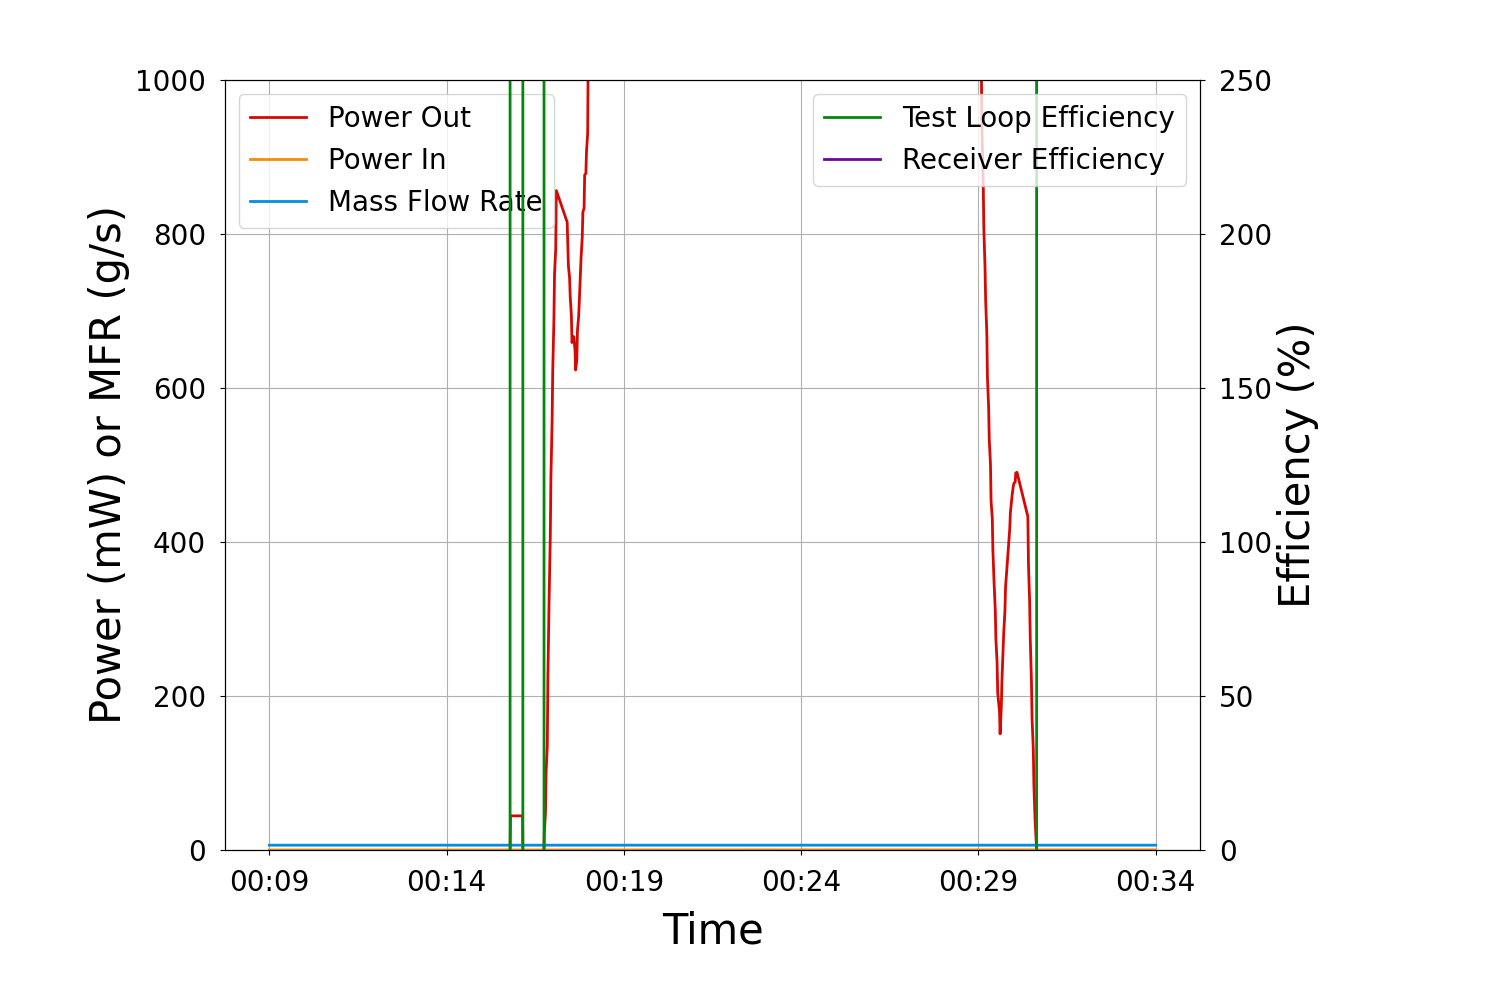 1000
800
600
400
200
0
Power (mW) or MFR (g/s)
Power Out
Power In
Mass Flow Rate
Test Loop Efficiency
Receiver Efficiency
250
200
150
100
50
0
Efficiency (%)
00:09 00:14 00:19 00:24 00:29 00:34
Time